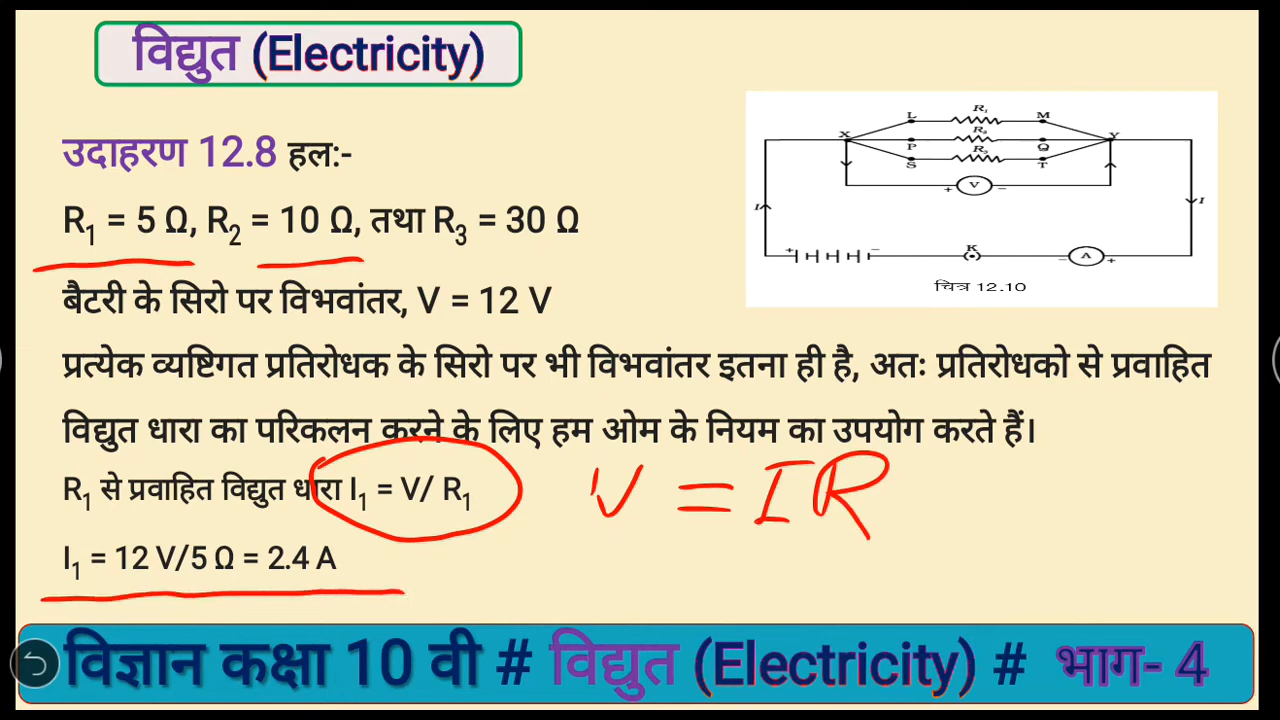 विद्युत (Electricity)
उदाहरण 12.8 हल:-
R₁ = 5 Ω, R₂ = 10 Ω, तथा R₃ = 30 Ω
बैटरी के सिरो पर विभवांतर, V = 12 V
प्रत्येक व्यष्टिगत प्रतिरोधक के सिरो पर भी विभवांतर इतना ही है, अतः प्रतिरोधको से प्रवाहित
विद्युत धारा का परिकलन करने के लिए हम ओम के नियम का उपयोग करते हैं।
R₁ से प्रवाहित विद्युत धारा I₁ = V/ R₁
V = IR
I₁ = 12 V/5 Ω = 2.4 A
L R₁ M
X R₂ Y
P Q
S R₃ T
+ V −
I I
+ − K − A +
चित्र 12.10
विज्ञान कक्षा 10 वी # विद्युत (Electricity) # भाग- 4